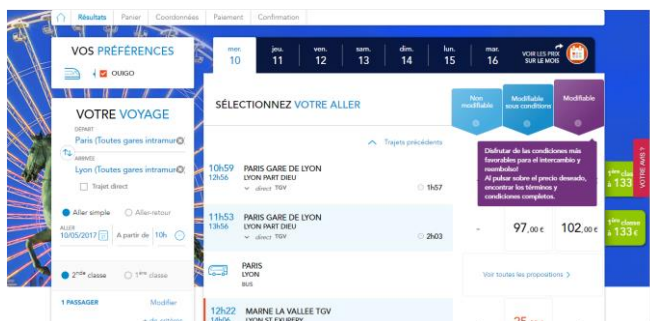 Résultats Panier Coordonnées Paiement Confirmation
VOS PRÉFÉRENCES
OUIGO
mer. 10
jeu. 11
ven. 12
sam. 13
dim. 14
lun. 15
mar. 16
VOIR LES PRIX
SUR LE MOIS
VOTRE VOYAGE
DÉPART
Paris (Toutes gares intramur
ARRIVÉE
Lyon (Toutes gares intramur
Trajet direct
Aller simple Aller-retour
ALLER
10/05/2017 A partir de 10h
2nde classe 1ère classe
1 PASSAGER Modifier
SÉLECTIONNEZ VOTRE ALLER
Non
modifiable
Modifiable
sous conditions
Modifiable
Trajets précédents
Disfrutar de las condiciones más
favorables para el intercambio y
reembolso!
Al pulsar sobre el precio deseado,
encontrar los términos y
condiciones completos.
10h59 PARIS GARE DE LYON
12h56 LYON PART DIEU
direct TGV 1h57
1ère clas
à 133
VOTRE AVIS ?
11h53 PARIS GARE DE LYON
13h56 LYON PART DIEU
direct TGV 2h03
- 97,00 € 102,00 €
1ère classe
à 133 €
PARIS
LYON
BUS
Voir toutes les propositions >
12h22 MARNE LA VALLEE TGV
14h06 LYON ST EXUPERY